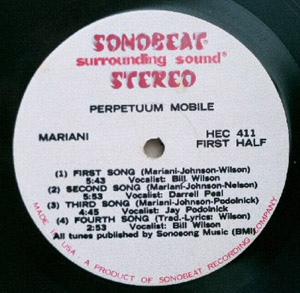 SONOBEAT®
surrounding sound®
STEREO
PERPETUUM MOBILE
MARIANI
HEC 411
FIRST HALF
(1) FIRST SONG (Mariani-Johnson-Wilson)
5:43 Vocalist: Bill Wilson
(2) SECOND SONG (Mariani-Johnson-Nelson)
5:53 Vocalist: Darrell Peal
(3) THIRD SONG (Mariani-Johnson-Podolnick)
4:45 Vocalist: Jay Podolnick
(4) FOURTH SONG (Trad.-Lyrics: Wilson)
2:53 Vocalist: Bill Wilson
All tunes published by Sonosong Music (BMI)
MADE IN USA A PRODUCT OF SONOBEAT RECORDING COMPANY